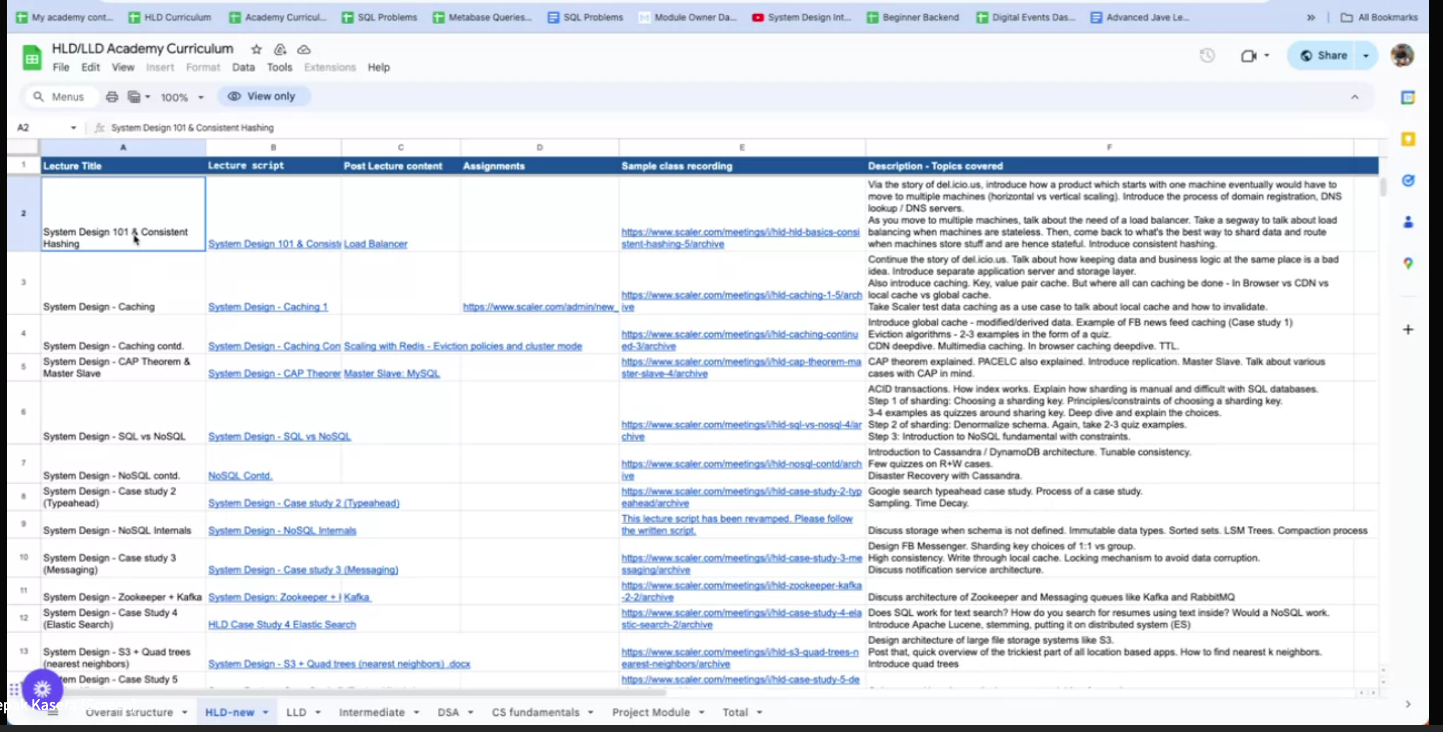 My academy cont...
HLD Curriculum
Academy Curricul...
SQL Problems
Metabase Queries...
SQL Problems
Module Owner Da...
System Design Int...
Beginner Backend
Digital Events Das...
Advanced Jave Le...
All Bookmarks
HLD/LLD Academy Curriculum
File Edit View Insert Format Data Tools Extensions Help
Share
Menus
100%
View only
A2
fx System Design 101 & Consistent Hashing
A B C D E F
1 Lecture Title Lecture script Post Lecture content Assignments Sample class recording Description - Topics covered
2
System Design 101 & Consistent
Hashing
System Design 101 & Consiste
Load Balancer
https://www.scaler.com/meetings/i/hld-hld-basics-consi
stent-hashing-5/archive
Via the story of del.icio.us, introduce how a product which starts with one machine eventually would have to
move to multiple machines (horizontal vs vertical scaling). Introduce the process of domain registration, DNS
lookup / DNS servers.
As you move to multiple machines, talk about the need of a load balancer. Take a segway to talk about load
balancing when machines are stateless. Then, come back to what's the best way to shard data and route
when machines store stuff and are hence stateful. Introduce consistent hashing.
3
System Design - Caching
System Design - Caching 1
https://www.scaler.com/admin/new_
https://www.scaler.com/meetings/i/hld-caching-1-5/arch
ive
Continue the story of del.icio.us. Talk about how keeping data and business logic at the same place is a bad
idea. Introduce separate application server and storage layer.
Also introduce caching. Key, value pair cache. But where all can caching be done - In Browser vs CDN vs
local cache vs global cache.
Take Scaler test data caching as a use case to talk about local cache and how to invalidate.
4
System Design - Caching contd.
System Design - Caching Con
Scaling with Redis - Eviction policies and cluster mode
https://www.scaler.com/meetings/i/hld-caching-continu
ed-3/archive
Introduce global cache - modified/derived data. Example of FB news feed caching (Case study 1)
Eviction algorithms - 2-3 examples in the form of a quiz.
CDN deepdive. Multimedia caching. In browser caching deepdive. TTL.
5
System Design - CAP Theorem &
Master Slave
System Design - CAP Theorer
Master Slave: MySQL
https://www.scaler.com/meetings/i/hld-cap-theorem-ma
ster-slave-4/archive
CAP theorem explained. PACELC also explained. Introduce replication. Master Slave. Talk about various
cases with CAP in mind.
6
System Design - SQL vs NoSQL
System Design - SQL vs NoSQL
https://www.scaler.com/meetings/i/hld-sql-vs-nosql-4/ar
chive
ACID transactions. How index works. Explain how sharding is manual and difficult with SQL databases.
Step 1 of sharding: Choosing a sharding key. Principles/constraints of choosing a sharding key.
3-4 examples as quizzes around sharing key. Deep dive and explain the choices.
Step 2 of sharding: Denormalize schema. Again, take 2-3 quiz examples.
Step 3: Introduction to NoSQL fundamental with constraints.
7
System Design - NoSQL contd.
NoSQL Contd.
https://www.scaler.com/meetings/i/hld-nosql-contd/arch
ive
Introduction to Cassandra / DynamoDB architecture. Tunable consistency.
Few quizzes on R+W cases.
Disaster Recovery with Cassandra.
8
System Design - Case study 2
(Typeahead)
System Design - Case study 2 (Typeahead)
https://www.scaler.com/meetings/i/hld-case-study-2-typ
eahead/archive
Google search typeahead case study. Process of a case study.
Sampling. Time Decay.
9
System Design - NoSQL Internals
System Design - NoSQL Internals
This lecture script has been revamped. Please follow
the written script.
Discuss storage when schema is not defined. Immutable data types. Sorted sets. LSM Trees. Compaction process
10
System Design - Case study 3
(Messaging)
System Design - Case study 3 (Messaging)
https://www.scaler.com/meetings/i/hld-case-study-3-me
ssaging/archive
Design FB Messenger. Sharding key choices of 1:1 vs group.
High consistency. Write through local cache. Locking mechanism to avoid data corruption.
Discuss notification service architecture.
11
System Design - Zookeeper + Kafka
System Design: Zookeeper + I
Kafka
https://www.scaler.com/meetings/i/hld-zookeeper-kafka
-2-2/archive
Discuss architecture of Zookeeper and Messaging queues like Kafka and RabbitMQ
12
System Design - Case Study 4
(Elastic Search)
HLD Case Study 4 Elastic Search
https://www.scaler.com/meetings/i/hld-case-study-4-ela
stic-search-2/archive
Does SQL work for text search? How do you search for resumes using text inside? Would a NoSQL work.
Introduce Apache Lucene, stemming, putting it on distributed system (ES)
13
System Design - S3 + Quad trees
(nearest neighbors)
System Design - S3 + Quad trees (nearest neighbors) .docx
https://www.scaler.com/meetings/i/hld-s3-quad-trees-n
earest-neighbors/archive
Design architecture of large file storage systems like S3.
Post that, quick overview of the trickiest part of all location based apps. How to find nearest k neighbors.
Introduce quad trees
System Design - Case Study 5
https://www.scaler.com/meetings/i/hld-case-study-5-de
Overall structure HLD-new LLD Intermediate DSA CS fundamentals Project Module Total